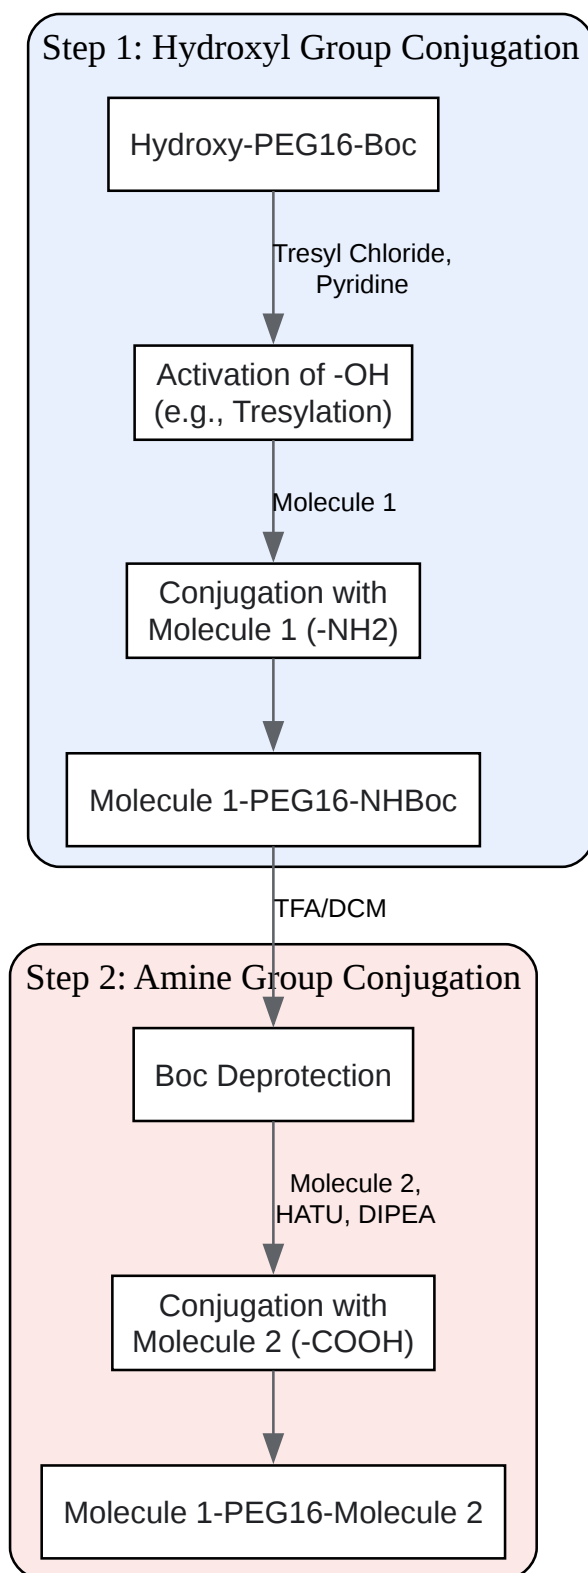 Step 1: Hydroxyl Group Conjugation
Hydroxy-PEG16-Boc
Tresyl Chloride,
Pyridine
Activation of -OH
(e.g., Tresylation)
Molecule 1
Conjugation with
Molecule 1 (-NH2)
Molecule 1-PEG16-NHBoc
TFA/DCM
Step 2: Amine Group Conjugation
Boc Deprotection
Molecule 2,
HATU, DIPEA
Conjugation with
Molecule 2 (-COOH)
Molecule 1-PEG16-Molecule 2